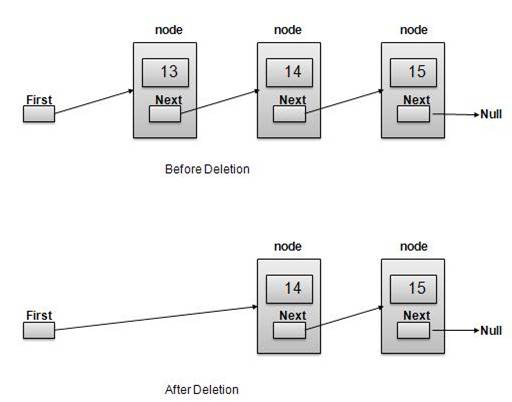 node node node
13 14 15
First Next Next Next
Null
Before Deletion
node node
14 15
First Next Next
Null
After Deletion